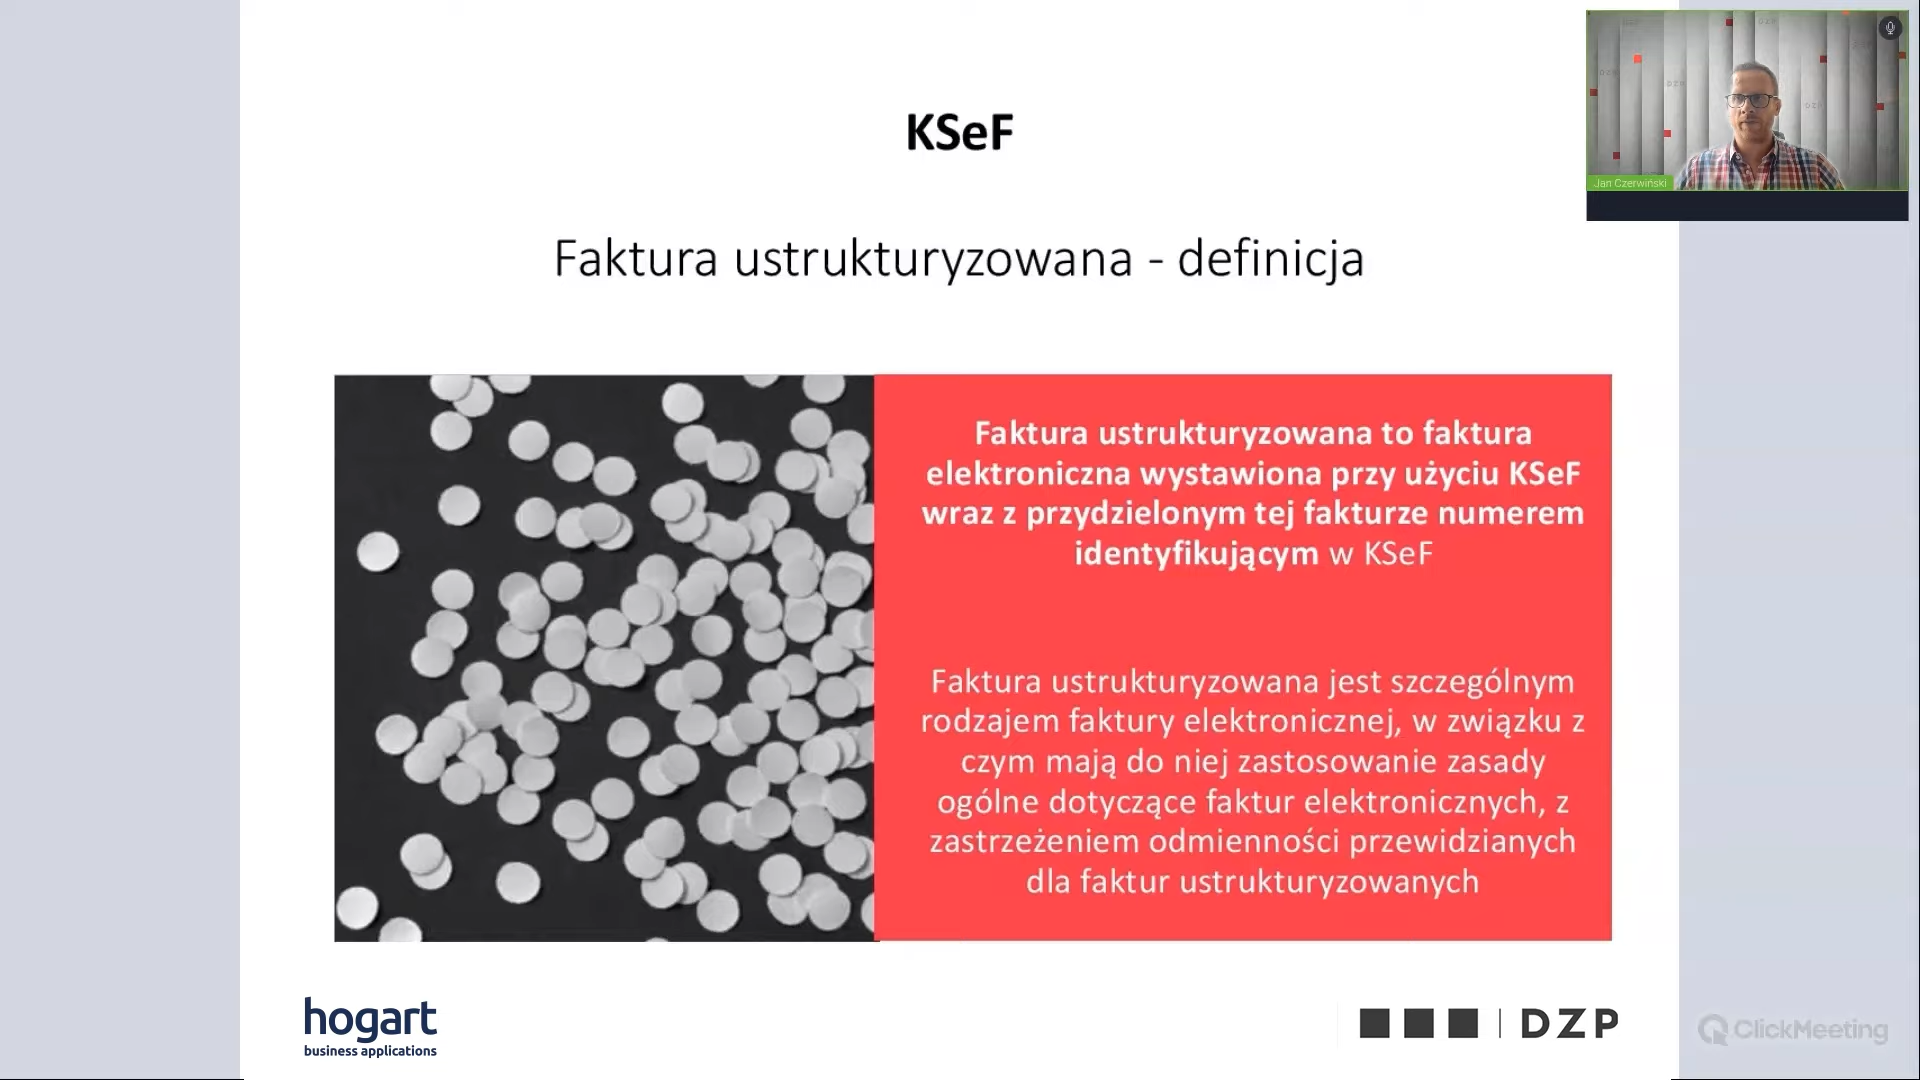 KSeF
Faktura ustrukturyzowana - definicja
Jan Czerwiński
Faktura ustrukturyzowana to faktura
elektroniczna wystawiona przy użyciu KSeF
wraz z przydzielonym tej fakturze numerem
identyfikującym w KSeF
Faktura ustrukturyzowana jest szczególnym
rodzajem faktury elektronicznej, w związku z
czym mają do niej zastosowanie zasady
ogólne dotyczące faktur elektronicznych, z
zastrzeżeniem odmienności przewidzianych
dla faktur ustrukturyzowanych
hogart
business applications
DZP
ClickMeeting